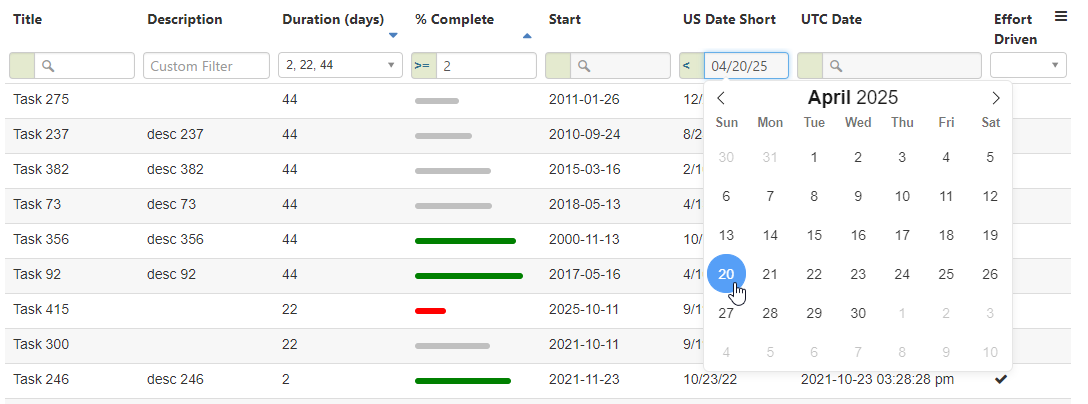 Title Description Duration (days) % Complete Start US Date Short UTC Date Effort Driven
Custom Filter 2, 22, 44 >= 2 < 04/20/25
April 2025
Sun Mon Tue Wed Thu Fri Sat
30 31 1 2 3 4 5
6 7 8 9 10 11 12
13 14 15 16 17 18 19
20 21 22 23 24 25 26
27 28 29 30 1 2 3
4 5 6 7 8 9 10
Task 275 44 2011-01-26 12/
Task 237 desc 237 44 2010-09-24 8/2
Task 382 desc 382 44 2015-03-16 2/1
Task 73 desc 73 44 2018-05-13 4/1
Task 356 desc 356 44 2000-11-13 10/
Task 92 desc 92 44 2017-05-16 4/10
Task 415 22 2025-10-11 9/1
Task 300 22 2021-10-11 9/1
Task 246 desc 246 2 2021-11-23 10/23/22 2021-10-23 03:28:28 pm